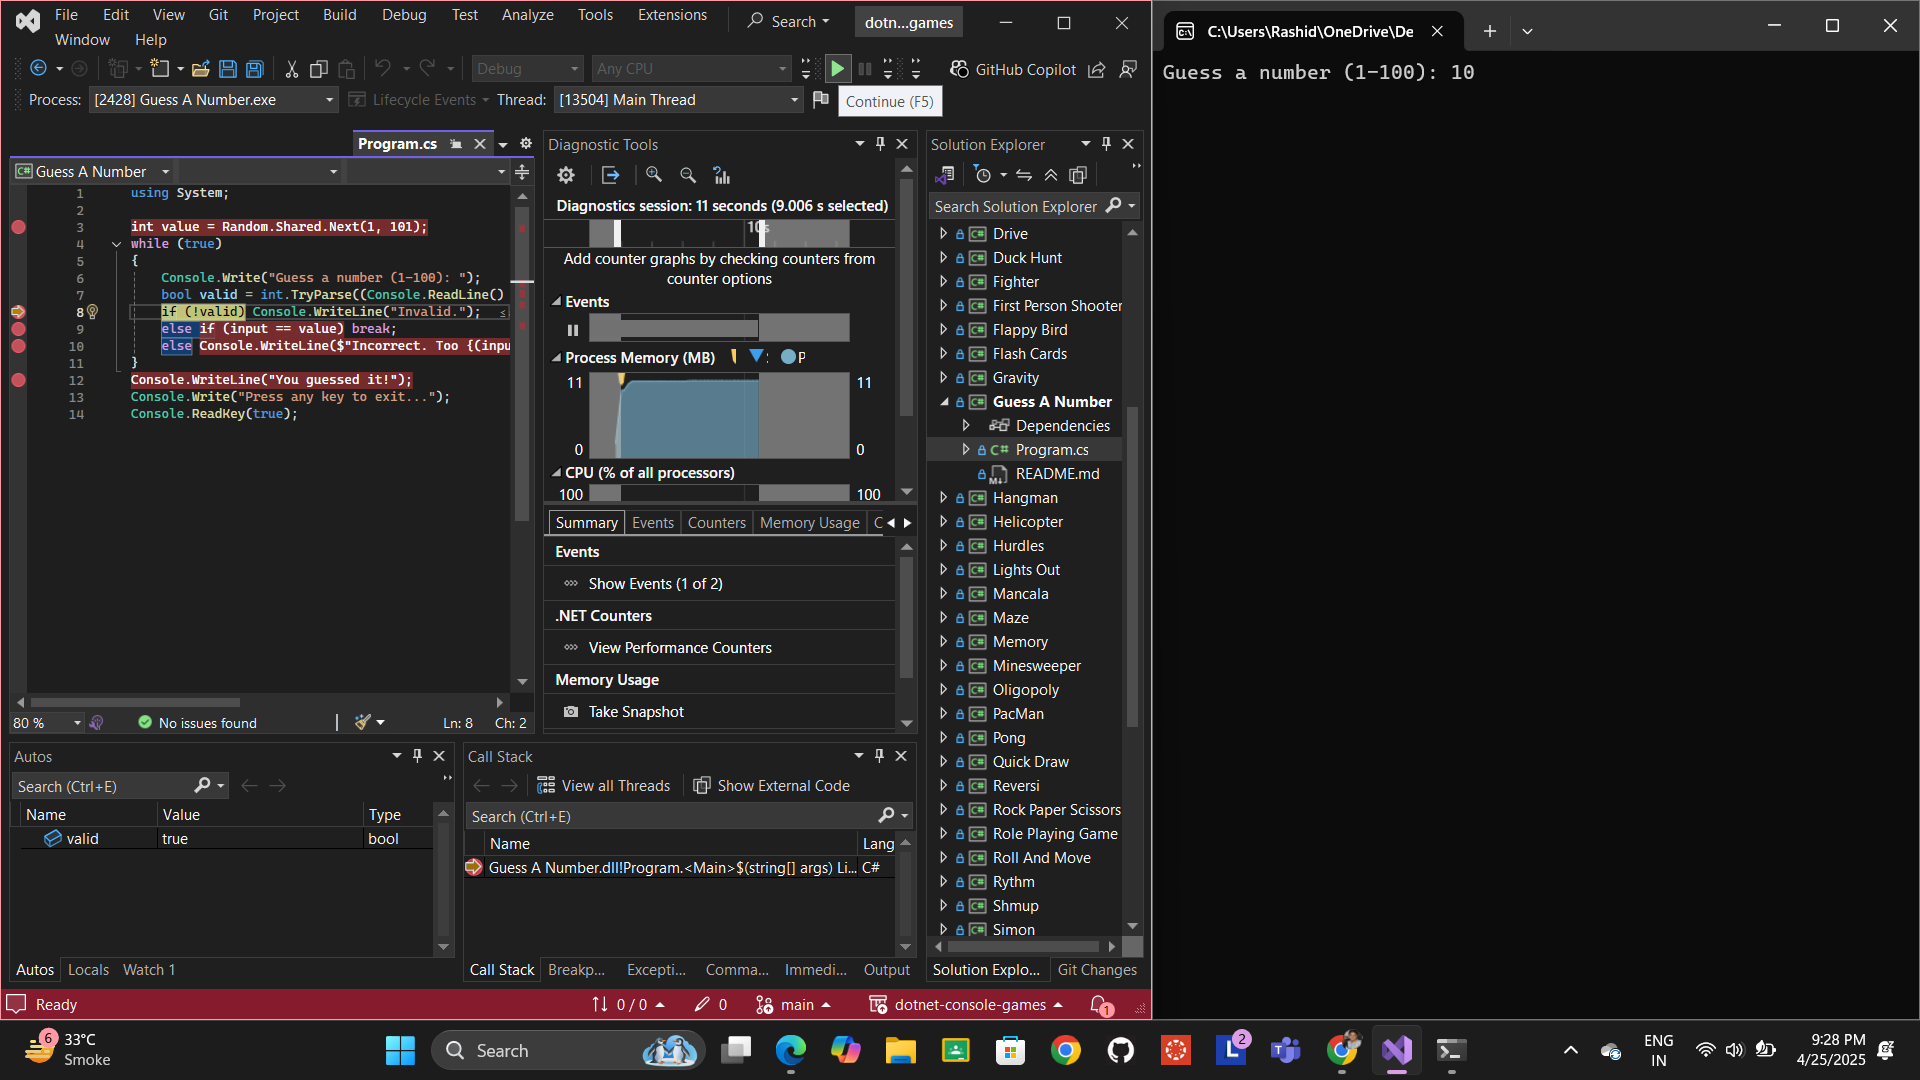 File Edit View Git Project Build Debug Test Analyze Tools Extensions
Window Help
Search
dotn...games
Debug
Any CPU
GitHub Copilot
Process: [2428] Guess A Number.exe Lifecycle Events Thread: [13504] Main Thread
Continue (F5)
Program.cs
Guess A Number
1 using System;
2
3 int value = Random.Shared.Next(1, 101);
4 while (true)
5 {
6 Console.Write("Guess a number (1-100): ");
7 bool valid = int.TryParse((Console.ReadLine()
8 if (!valid) Console.WriteLine("Invalid.");
9 else if (input == value) break;
10 else Console.WriteLine($"Incorrect. Too {(inpu
11 }
12 Console.WriteLine("You guessed it!");
13 Console.Write("Press any key to exit...");
14 Console.ReadKey(true);
80 % No issues found Ln: 8 Ch: 2
Diagnostic Tools
Diagnostics session: 11 seconds (9.006 s selected)
10s
Add counter graphs by checking counters from
counter options
Events
Process Memory (MB) P
11 11
0 0
CPU (% of all processors)
100 100
Summary Events Counters Memory Usage C
Events
Show Events (1 of 2)
.NET Counters
View Performance Counters
Memory Usage
Take Snapshot
Solution Explorer
Search Solution Explorer
Drive
Duck Hunt
Fighter
First Person Shooter
Flappy Bird
Flash Cards
Gravity
Guess A Number
Dependencies
C# Program.cs
README.md
Hangman
Helicopter
Hurdles
Lights Out
Mancala
Maze
Memory
Minesweeper
Oligopoly
PacMan
Pong
Quick Draw
Reversi
Rock Paper Scissors
Role Playing Game
Roll And Move
Rythm
Shmup
Simon
Solution Explo... Git Changes
Autos
Search (Ctrl+E)
Name Value Type
valid true bool
Autos Locals Watch 1
Call Stack
View all Threads Show External Code
Search (Ctrl+E)
Name Lang
Guess A Number.dll!Program.<Main>$(string[] args) Li... C#
Call Stack Breakp... Excepti... Comma... Immedi... Output
Ready 0 / 0 0 main dotnet-console-games 1
C:\Users\Rashid\OneDrive\De
Guess a number (1-100): 10
6
33°C
Smoke
Search
2
ENG
IN
9:28 PM
4/25/2025